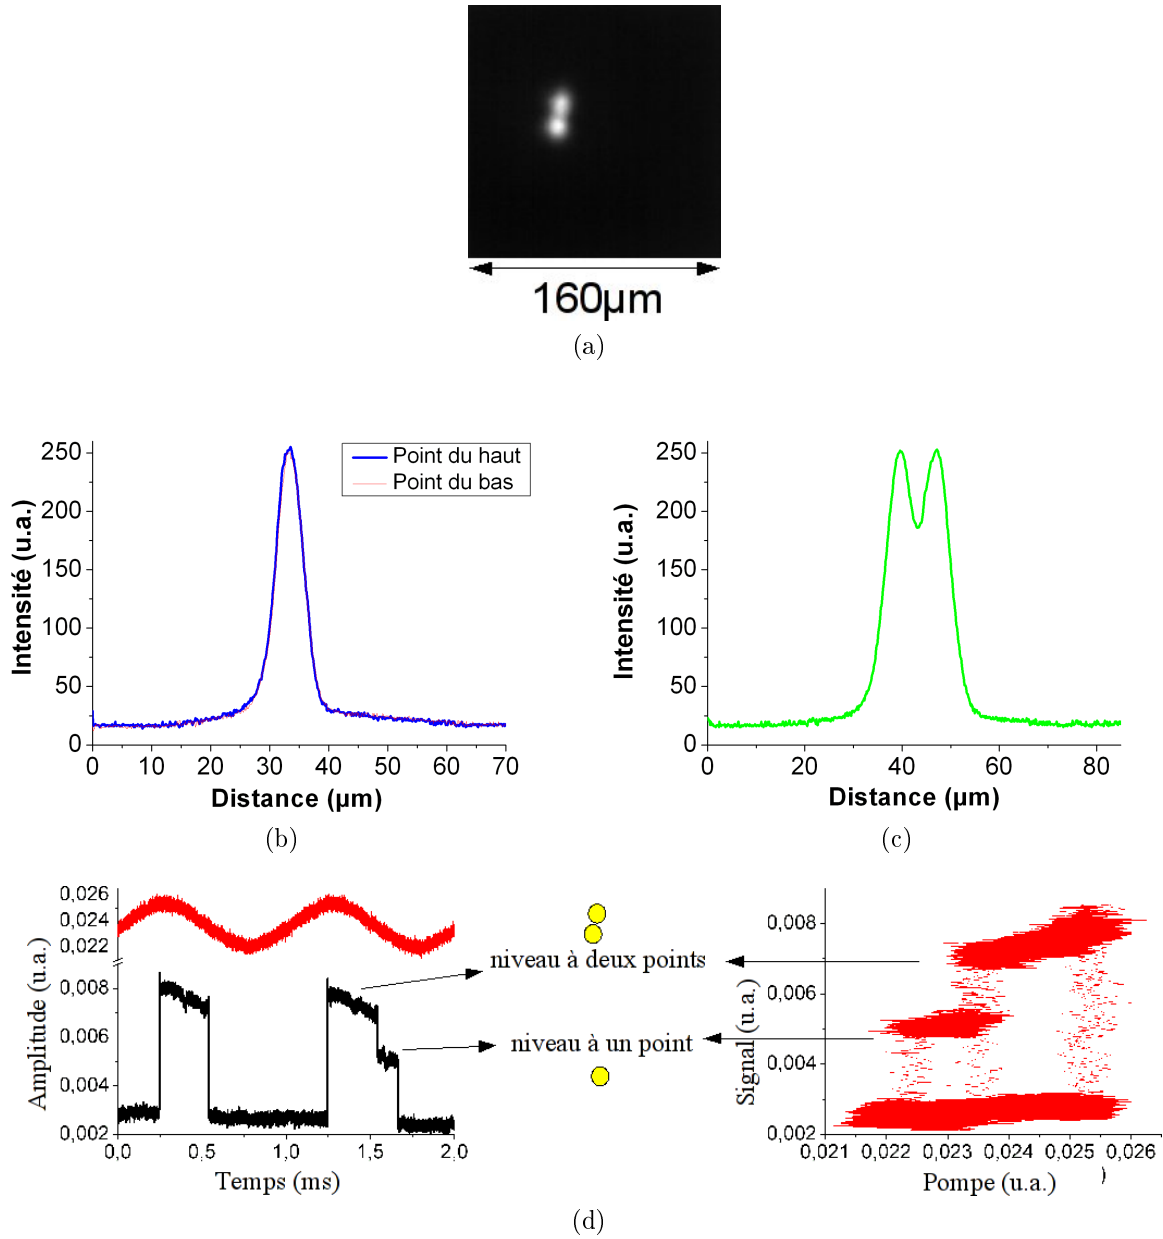 160µm
(a)
250
200
150
100
50
0
Intensité (u.a.)
Point du haut
Point du bas
0 10 20 30 40 50 60 70
Distance (µm)
(b)
250
200
150
100
50
0
Intensité (u.a.)
0 20 40 60 80
Distance (µm)
(c)
0,026
0,024
0,022
0,008
0,006
0,004
0,002
Amplitude (u.a.)
0,0 0,5 1,0 1,5 2,0
Temps (ms)
niveau à deux points
niveau à un point
0,008
0,006
0,004
0,002
Signal (u.a.)
0,021 0,022 0,023 0,024 0,025 0,026
Pompe (u.a.)
)
(d)